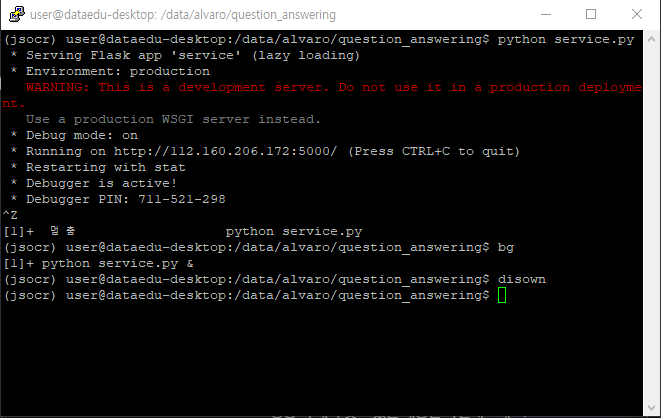 user@dataedu-desktop: /data/alvaro/question_answering
(jsocr) user@dataedu-desktop:/data/alvaro/question_answering$ python service.py
 * Serving Flask app 'service' (lazy loading)
 * Environment: production
   WARNING: This is a development server. Do not use it in a production deployme
nt.
   Use a production WSGI server instead.
 * Debug mode: on
 * Running on http://112.160.206.172:5000/ (Press CTRL+C to quit)
 * Restarting with stat
 * Debugger is active!
 * Debugger PIN: 711-521-298
^Z
[1]+  멈춤                    python service.py
(jsocr) user@dataedu-desktop:/data/alvaro/question_answering$ bg
[1]+ python service.py &
(jsocr) user@dataedu-desktop:/data/alvaro/question_answering$ disown
(jsocr) user@dataedu-desktop:/data/alvaro/question_answering$